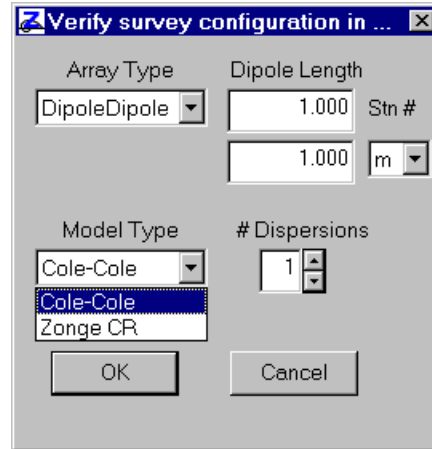 Verify survey configuration in ...
Array Type
Dipole Length
DipoleDipole
1.000
Stn #
1.000
m
Model Type
# Dispersions
Cole-Cole
1
Cole-Cole
Zonge CR
OK
Cancel